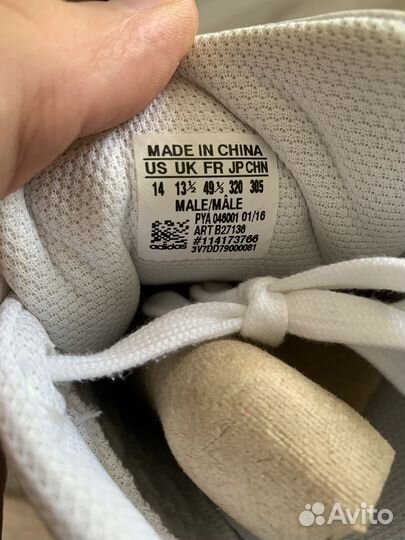 MADE IN CHINA
US UK FR JP CHN
14 13½ 49⅓ 320 305
MALE/MÂLE
PYA 046001 01/16
ART B27136
#114173766
3V7DD79000081
adidas
Avito